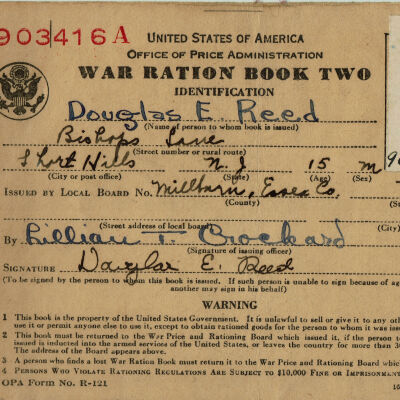 903416 A
UNITED STATES OF AMERICA
OFFICE OF PRICE ADMINISTRATION
WAR RATION BOOK TWO
IDENTIFICATION
Douglas E. Reed
(Name of person to whom book is issued)
Bishops Lane
(Street number or rural route)
Short Hills N. J 15 M
(City or post office) (State) (Age) (Sex)
ISSUED BY LOCAL BOARD NO. Millburn, Essex Co.
(County) (St
(Street address of local board) (City)
By Lillian T. Crockard
(Signature of issuing officer)
SIGNATURE Douglas E. Reed
(To be signed by the person to whom this book is issued. If such person is unable to sign because of ag
another may sign in his behalf)
WARNING
1 This book is the property of the United States Government. It is unlawful to sell or give it to any othe
use it or permit anyone else to use it, except to obtain rationed goods for the person to whom it was issue
2 This book must be returned to the War Price and Rationing Board which issued it, if the person to
issued is inducted into the armed services of the United States, or leaves the country for more than 30
The address of the Board appears above.
3 A person who finds a lost War Ration Book must return it to the War Price and Rationing Board which
4 PERSONS WHO VIOLATE RATIONING REGULATIONS ARE SUBJECT TO $10,000 FINE OR IMPRISONMENT
OPA Form No. R-121